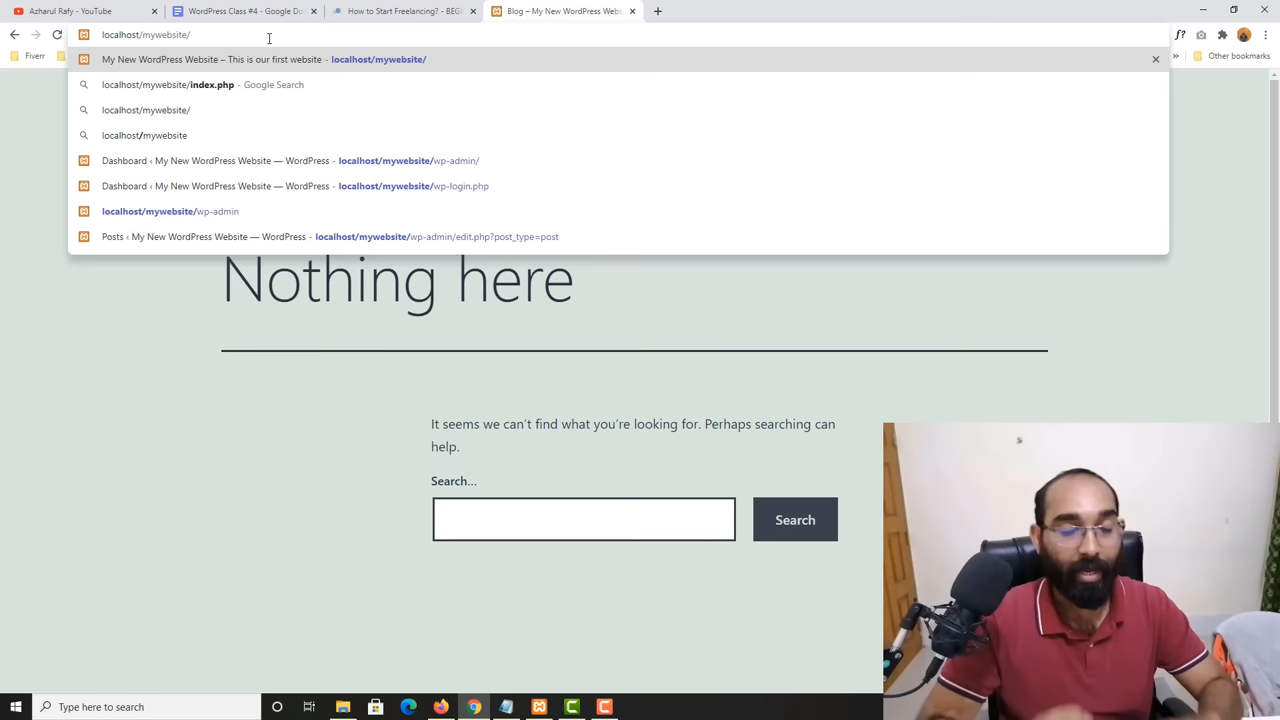 Azharul Rafy - YouTube
WordPress Class #4 - Google Do
How to Start Freelancing? - BEGI
Blog – My New WordPress Webs
localhost/mywebsite/
Fiverr
Other bookmarks
My New WordPress Website – This is our first website - localhost/mywebsite/
localhost/mywebsite/index.php - Google Search
localhost/mywebsite/
localhost/mywebsite
Dashboard ‹ My New WordPress Website — WordPress - localhost/mywebsite/wp-admin/
Dashboard ‹ My New WordPress Website — WordPress - localhost/mywebsite/wp-login.php
localhost/mywebsite/wp-admin
Posts ‹ My New WordPress Website — WordPress - localhost/mywebsite/wp-admin/edit.php?post_type=post
Nothing here
It seems we can't find what you're looking for. Perhaps searching can
help.
Search...
Search
Type here to search